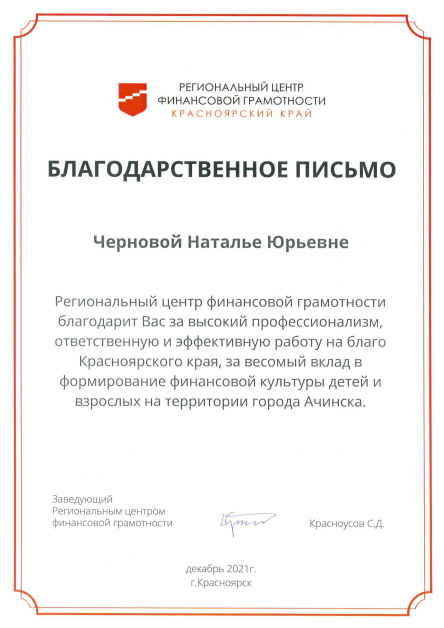 РЕГИОНАЛЬНЫЙ ЦЕНТР
ФИНАНСОВОЙ ГРАМОТНОСТИ
КРАСНОЯРСКИЙ КРАЙ
БЛАГОДАРСТВЕННОЕ ПИСЬМО
Черновой Наталье Юрьевне
Региональный центр финансовой грамотности
благодарит Вас за высокий профессионализм,
ответственную и эффективную работу на благо
Красноярского края, за весомый вклад в
формирование финансовой культуры детей и
взрослых на территории города Ачинска.
Заведующий
Региональным центром
финансовой грамотности
Красноусов С.Д.
декабрь 2021г.
г.Красноярск